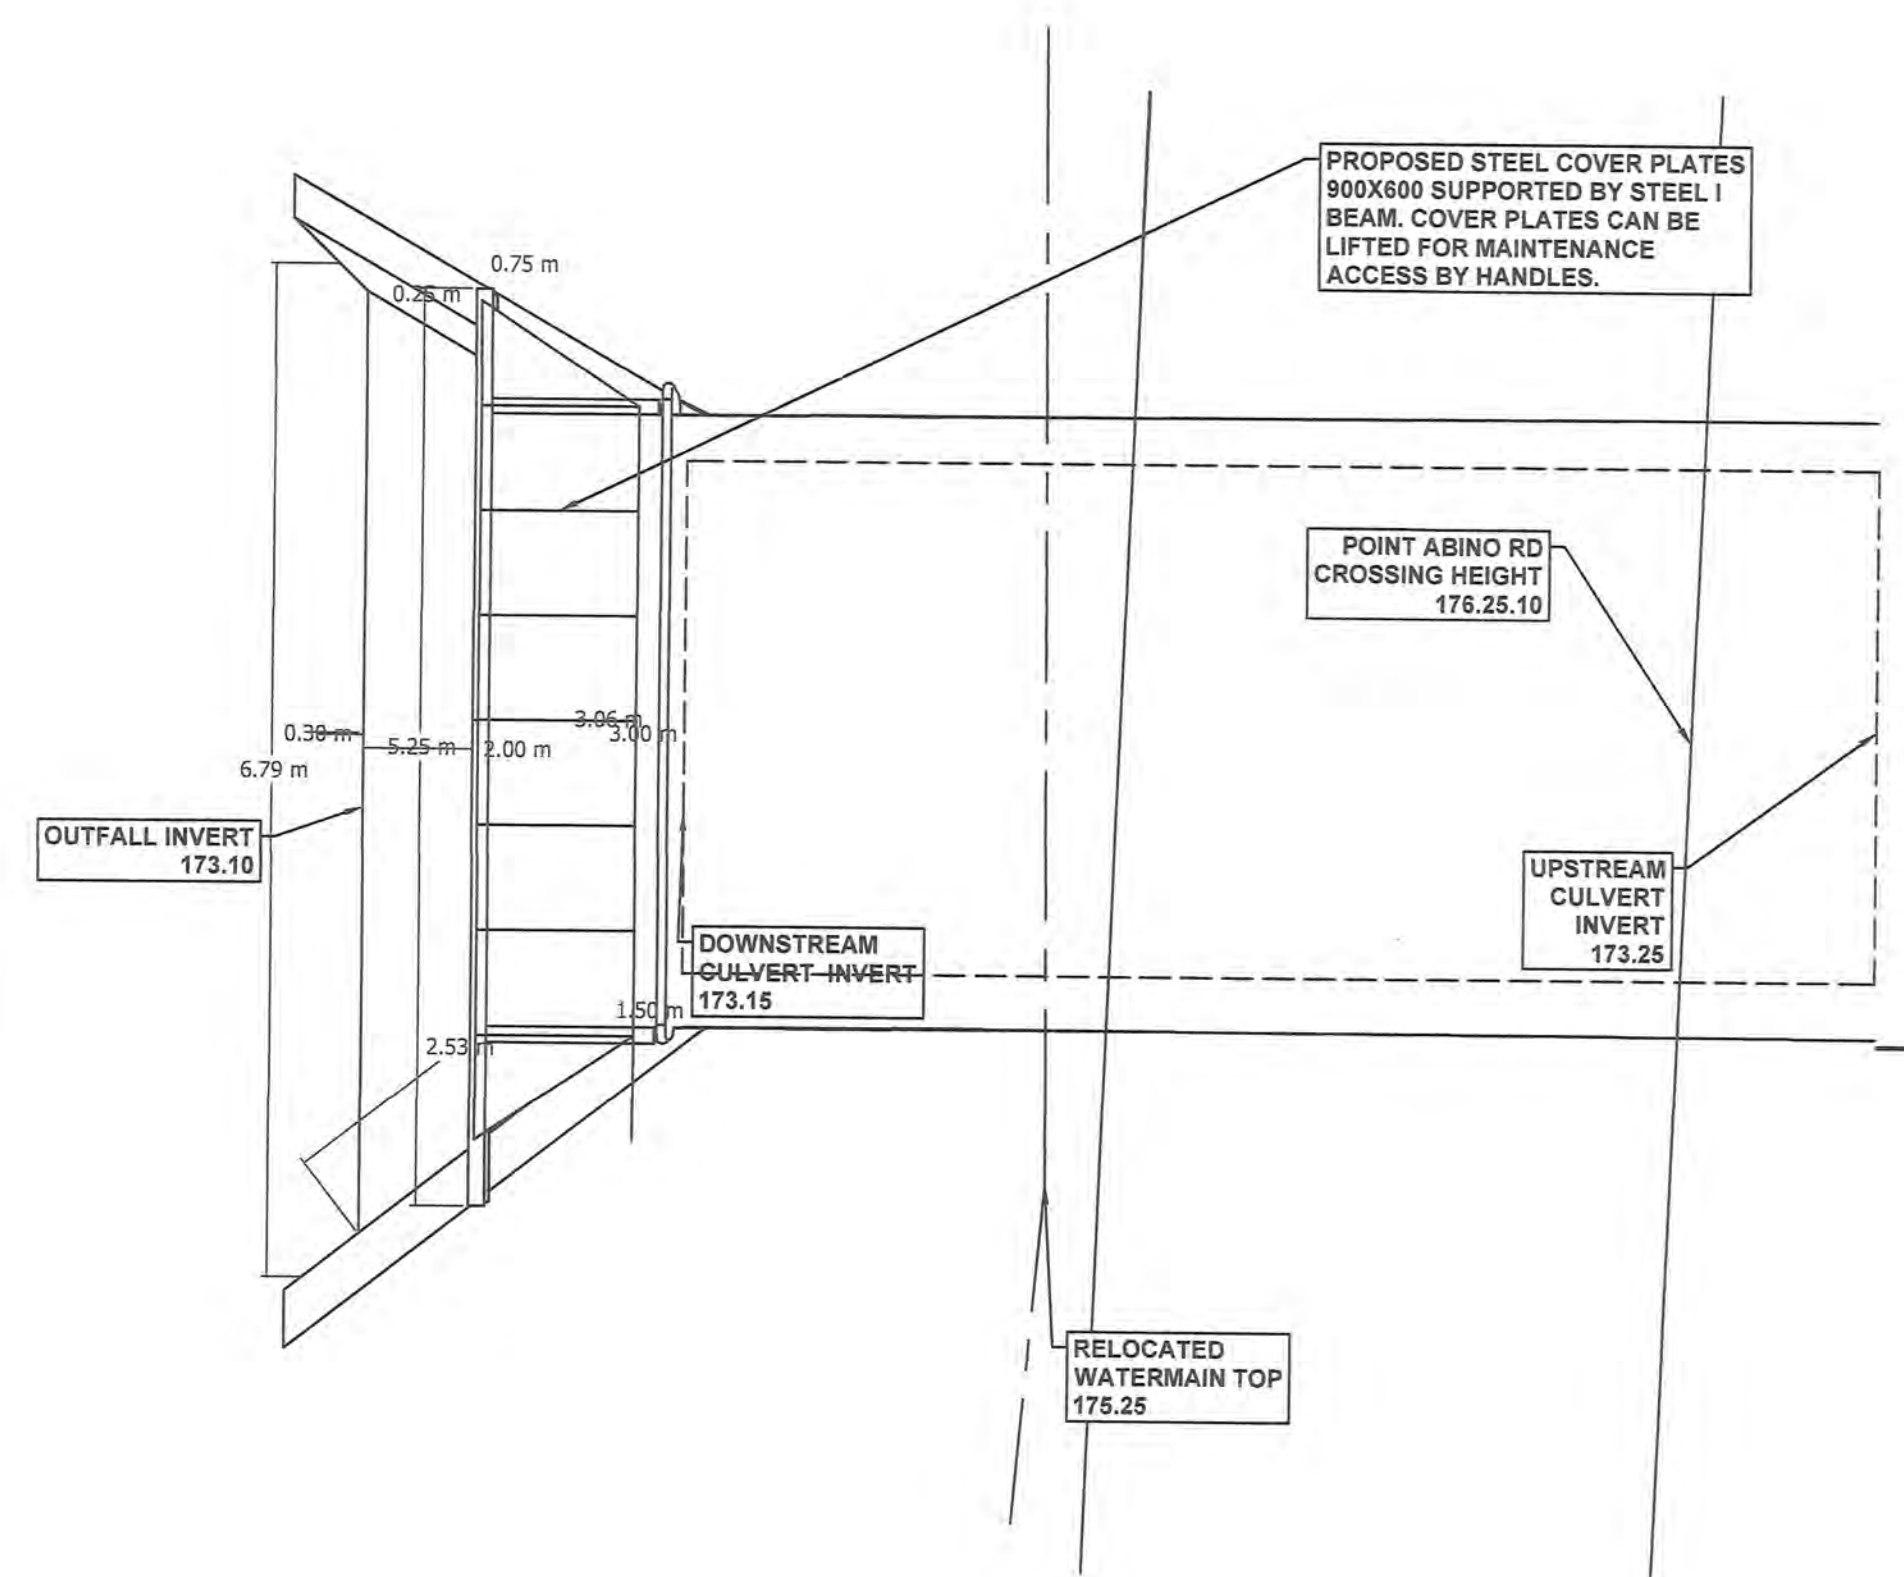 PROPOSED STEEL COVER PLATES
900X600 SUPPORTED BY STEEL I
BEAM. COVER PLATES CAN BE
LIFTED FOR MAINTENANCE
ACCESS BY HANDLES.
0.75 m
0.25 m
POINT ABINO RD
CROSSING HEIGHT
176.25.10
3.06 m
3.00 m
0.30 m
5.25 m
2.00 m
6.79 m
OUTFALL INVERT
173.10
UPSTREAM
CULVERT
INVERT
173.25
DOWNSTREAM
CULVERT INVERT
173.15
1.50 m
2.53 m
RELOCATED
WATERMAIN TOP
175.25